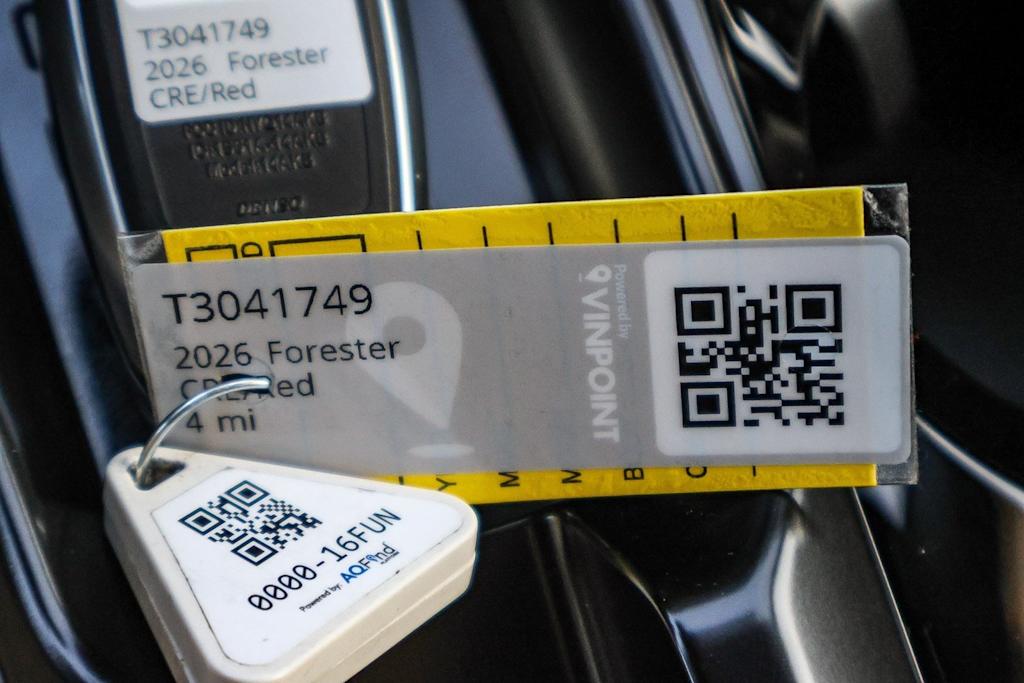 T3041749
2026 Forester
CRE/Red
DENSO
D
T3041749
2026 Forester
CRE/Red
4 mi
Powered by
VINPOINT
Y
M
M
B
C
0000-16FUN
Powered by: AQFind